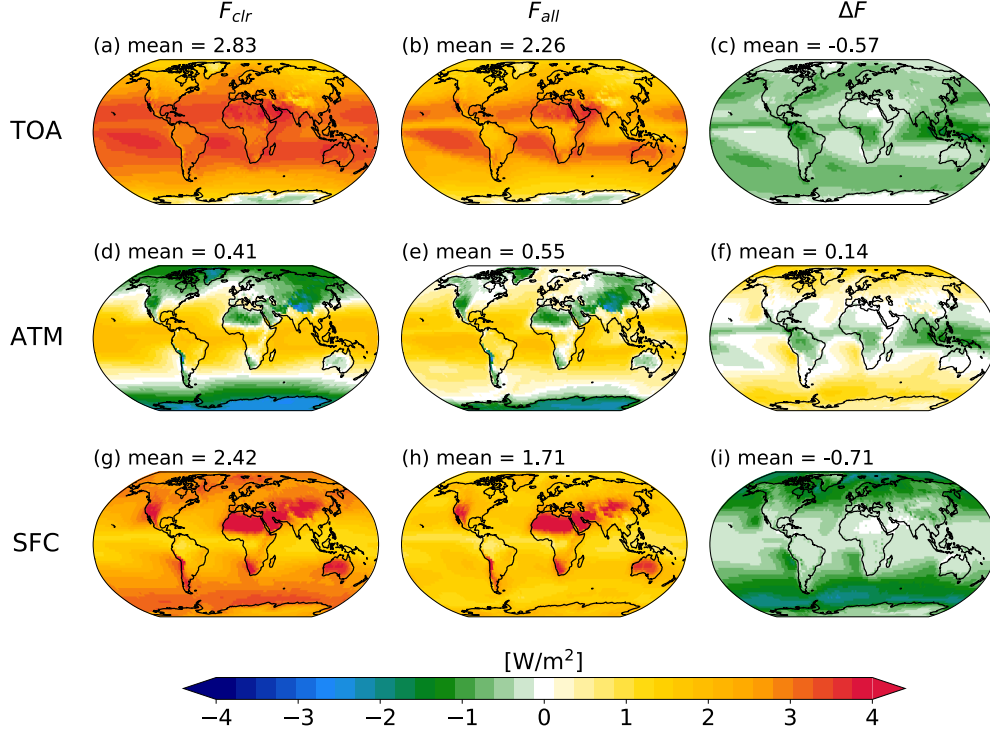 F_clr F_all ΔF
(a) mean = 2.83 (b) mean = 2.26 (c) mean = -0.57
TOA
(d) mean = 0.41 (e) mean = 0.55 (f) mean = 0.14
ATM
(g) mean = 2.42 (h) mean = 1.71 (i) mean = -0.71
SFC
[W/m²]
−4 −3 −2 −1 0 1 2 3 4